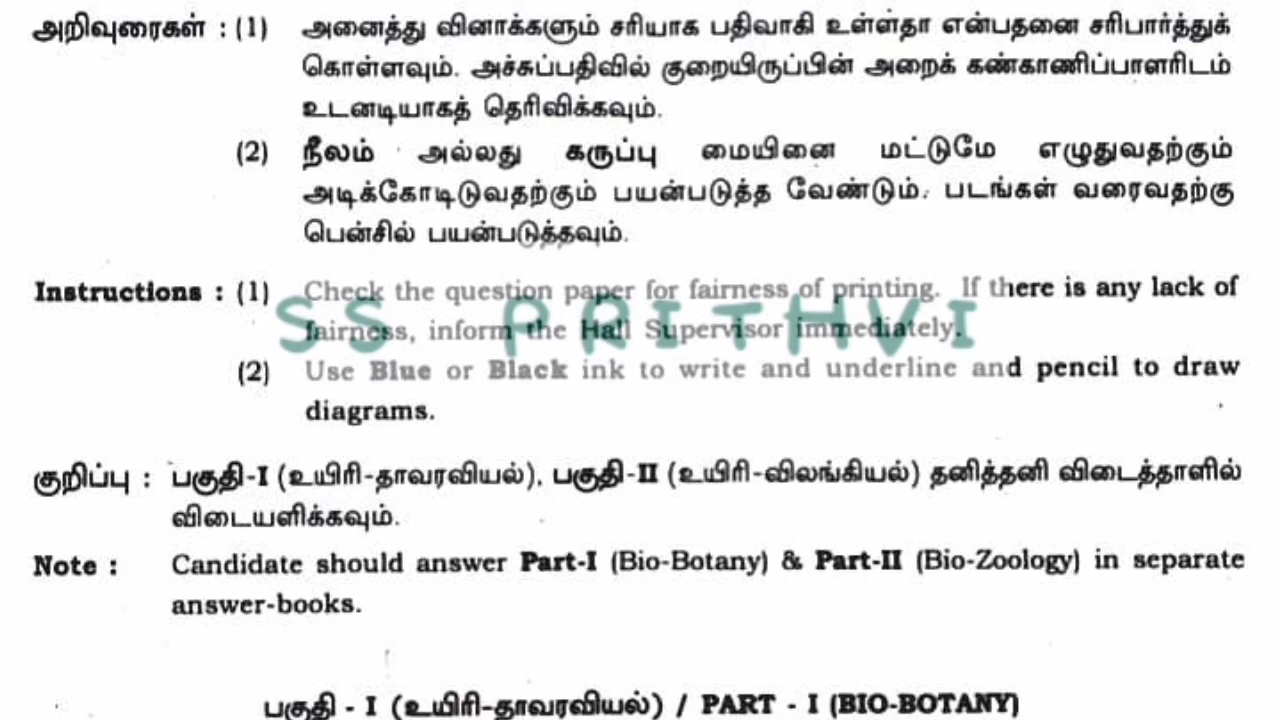 அறிவுரைகள் : (1) அனைத்து வினாக்களும் சரியாக பதிவாகி உள்ளதா என்பதனை சரிபார்த்துக்
கொள்ளவும். அச்சுப்பதிவில் குறையிருப்பின் அறைக் கண்காணிப்பாளரிடம்
உடனடியாகத் தெரிவிக்கவும்.
(2) நீலம் அல்லது கருப்பு மையினை மட்டுமே எழுதுவதற்கும்
அடிக்கோடிடுவதற்கும் பயன்படுத்த வேண்டும். படங்கள் வரைவதற்கு
பென்சில் பயன்படுத்தவும்.
Instructions : (1) Check the question paper for fairness of printing. If there is any lack of
SS PRITHVI
fairness, inform the Hall Supervisor immediately.
(2) Use Blue or Black ink to write and underline and pencil to draw
diagrams.
குறிப்பு : பகுதி-I (உயிரி-தாவரவியல்), பகுதி-II (உயிரி-விலங்கியல்) தனித்தனி விடைத்தாளில்
விடையளிக்கவும்.
Note : Candidate should answer Part-I (Bio-Botany) & Part-II (Bio-Zoology) in separate
answer-books.
பகுதி - I (உயிரி-தாவரவியல்) / PART - I (BIO-BOTANY)